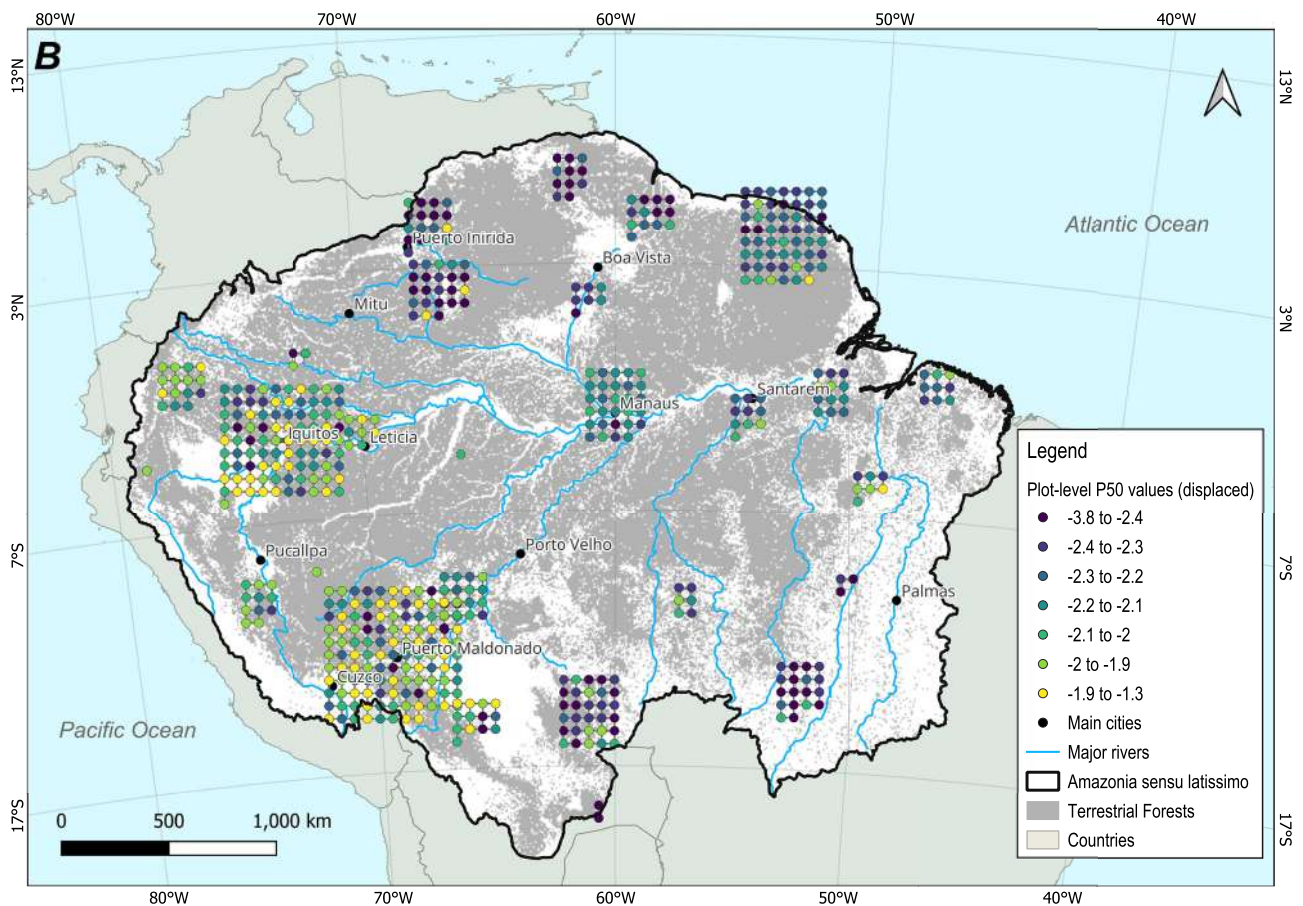 80°W 70°W 60°W 50°W 40°W
B
13°N 13°N
Atlantic Ocean
Puerto Inirida
Boa Vista
Mitu
3°N 3°N
Santarem
Manaus
Iquitos
Leticia
Legend
Plot-level P50 values (displaced)
-3.8 to -2.4
-2.4 to -2.3
-2.3 to -2.2
-2.2 to -2.1
-2.1 to -2
-2 to -1.9
-1.9 to -1.3
Main cities
Major rivers
Amazonia sensu latissimo
Terrestrial Forests
Countries
Porto Velho
Pucallpa
7°S 7°S
Palmas
Puerto Maldonado
Cuzco
Pacific Ocean
17°S 17°S
0 500 1,000 km
80°W 70°W 60°W 50°W 40°W